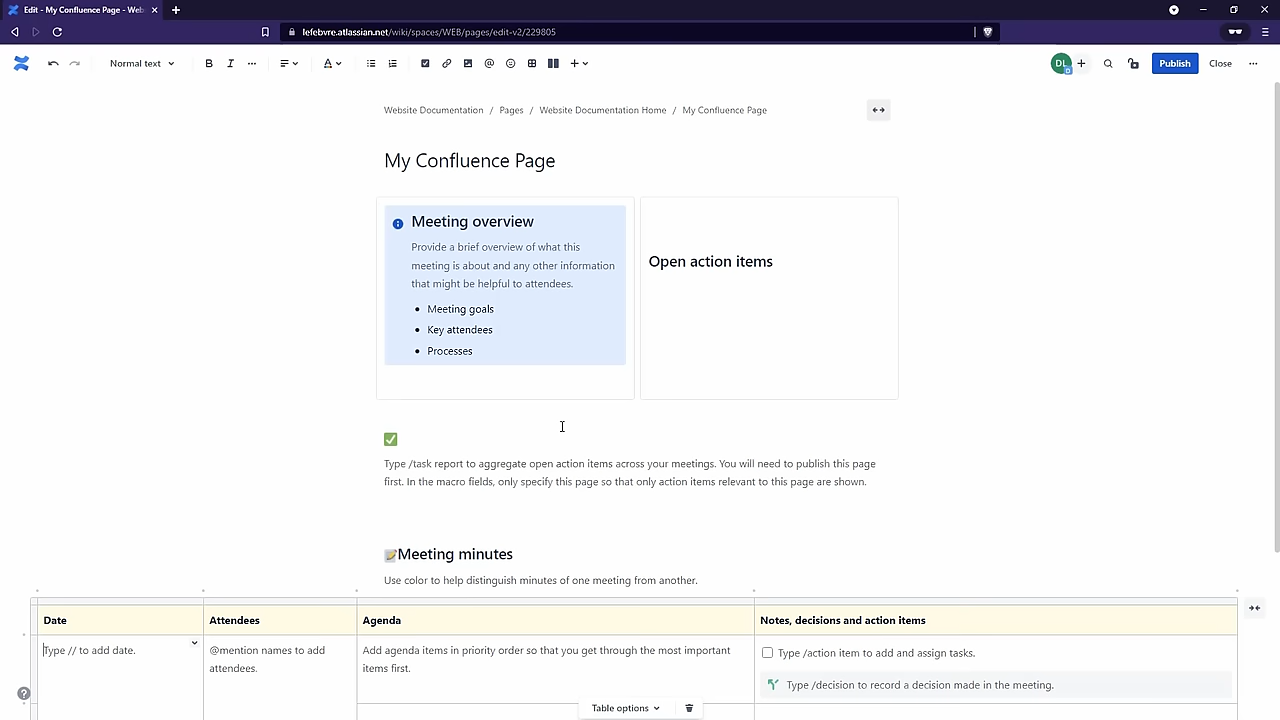 Edit - My Confluence Page - Web
lefebvre.atlassian.net/wiki/spaces/WEB/pages/edit-v2/229805
Normal text
B
I
A
@
DL
Publish
Close
Website Documentation / Pages / Website Documentation Home / My Confluence Page
My Confluence Page
Meeting overview
Provide a brief overview of what this
meeting is about and any other information
that might be helpful to attendees.
• Meeting goals
• Key attendees
• Processes
Open action items
Type /task report to aggregate open action items across your meetings. You will need to publish this page
first. In the macro fields, only specify this page so that only action items relevant to this page are shown.
Meeting minutes
Use color to help distinguish minutes of one meeting from another.
Date
Attendees
Agenda
Notes, decisions and action items
Type // to add date.
@mention names to add
attendees.
Add agenda items in priority order so that you get through the most important
items first.
Type /action item to add and assign tasks.
Type /decision to record a decision made in the meeting.
Table options